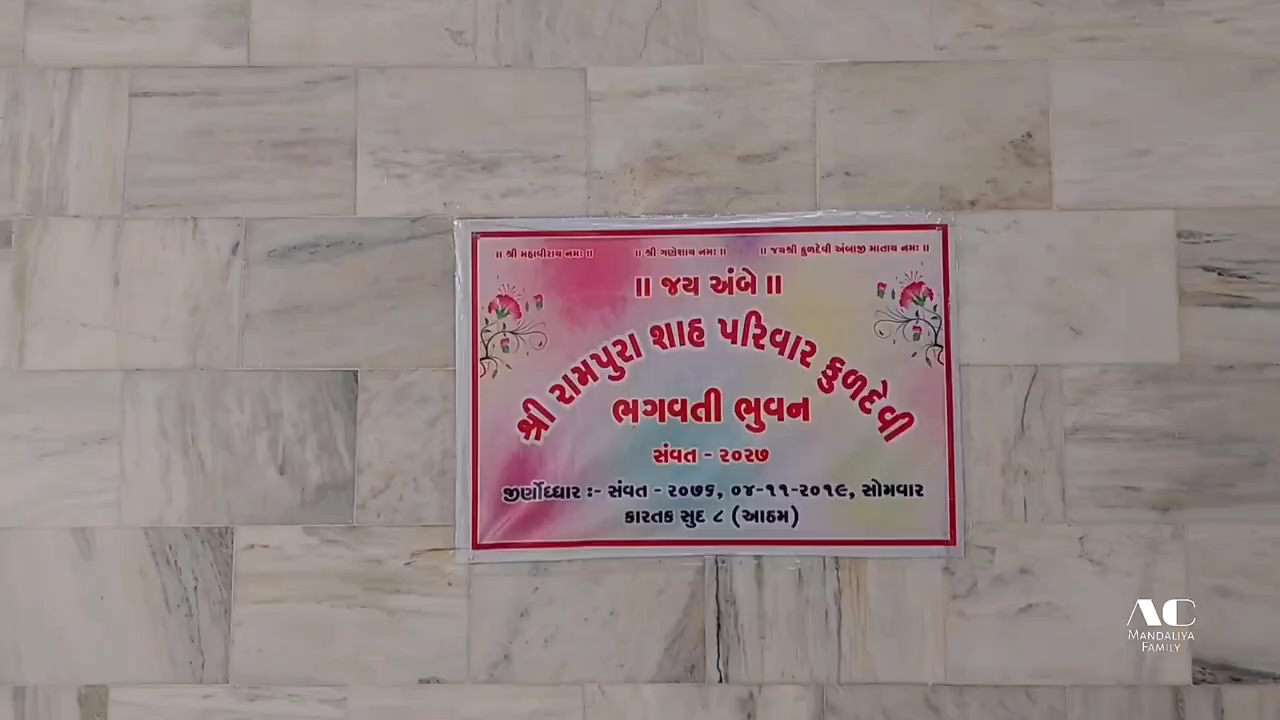 ॥ શ્રી મહાવીરાય નમઃ ॥ ॥ શ્રી ગણેશાય નમઃ ॥ ॥ જયશ્રી કુળદેવી અંબાજી માતાય નમઃ ॥
॥ જય અંબે ॥
શ્રી રામપુરા શાહ પરિવાર કુળદેવી
ભગવતી ભુવન
સંવત - ૨૦૨૭
જીર્ણોધ્ધાર :- સંવત - ૨૦૭૬, ૦૪-૧૧-૨૦૧૯, સોમવાર
કારતક સુદ ૮ (આઠમ)
AC
MANDALIYA
FAMILY